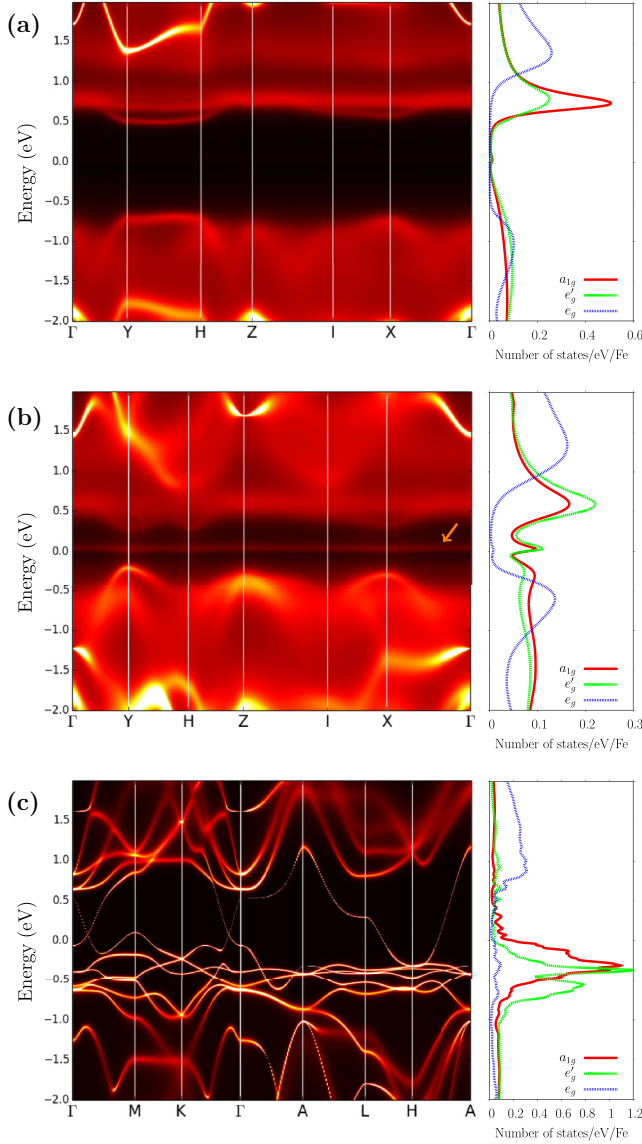 (a)
Energy (eV)
1.5
1.0
0.5
0.0
−0.5
−1.0
−1.5
−2.0
Γ Y H Z I X Γ
a1g
e′g
eg
0 0.2 0.4 0.6
Number of states/eV/Fe
(b)
Energy (eV)
1.5
1.0
0.5
0.0
−0.5
−1.0
−1.5
−2.0
Γ Y H Z I X Γ
a1g
e′g
eg
0 0.1 0.2 0.3
Number of states/eV/Fe
(c)
Energy (eV)
1.5
1.0
0.5
0.0
−0.5
−1.0
−1.5
−2.0
Γ M K Γ A L H A
a1g
e′g
eg
0 0.2 0.4 0.6 0.8 1 1.2
Number of states/eV/Fe